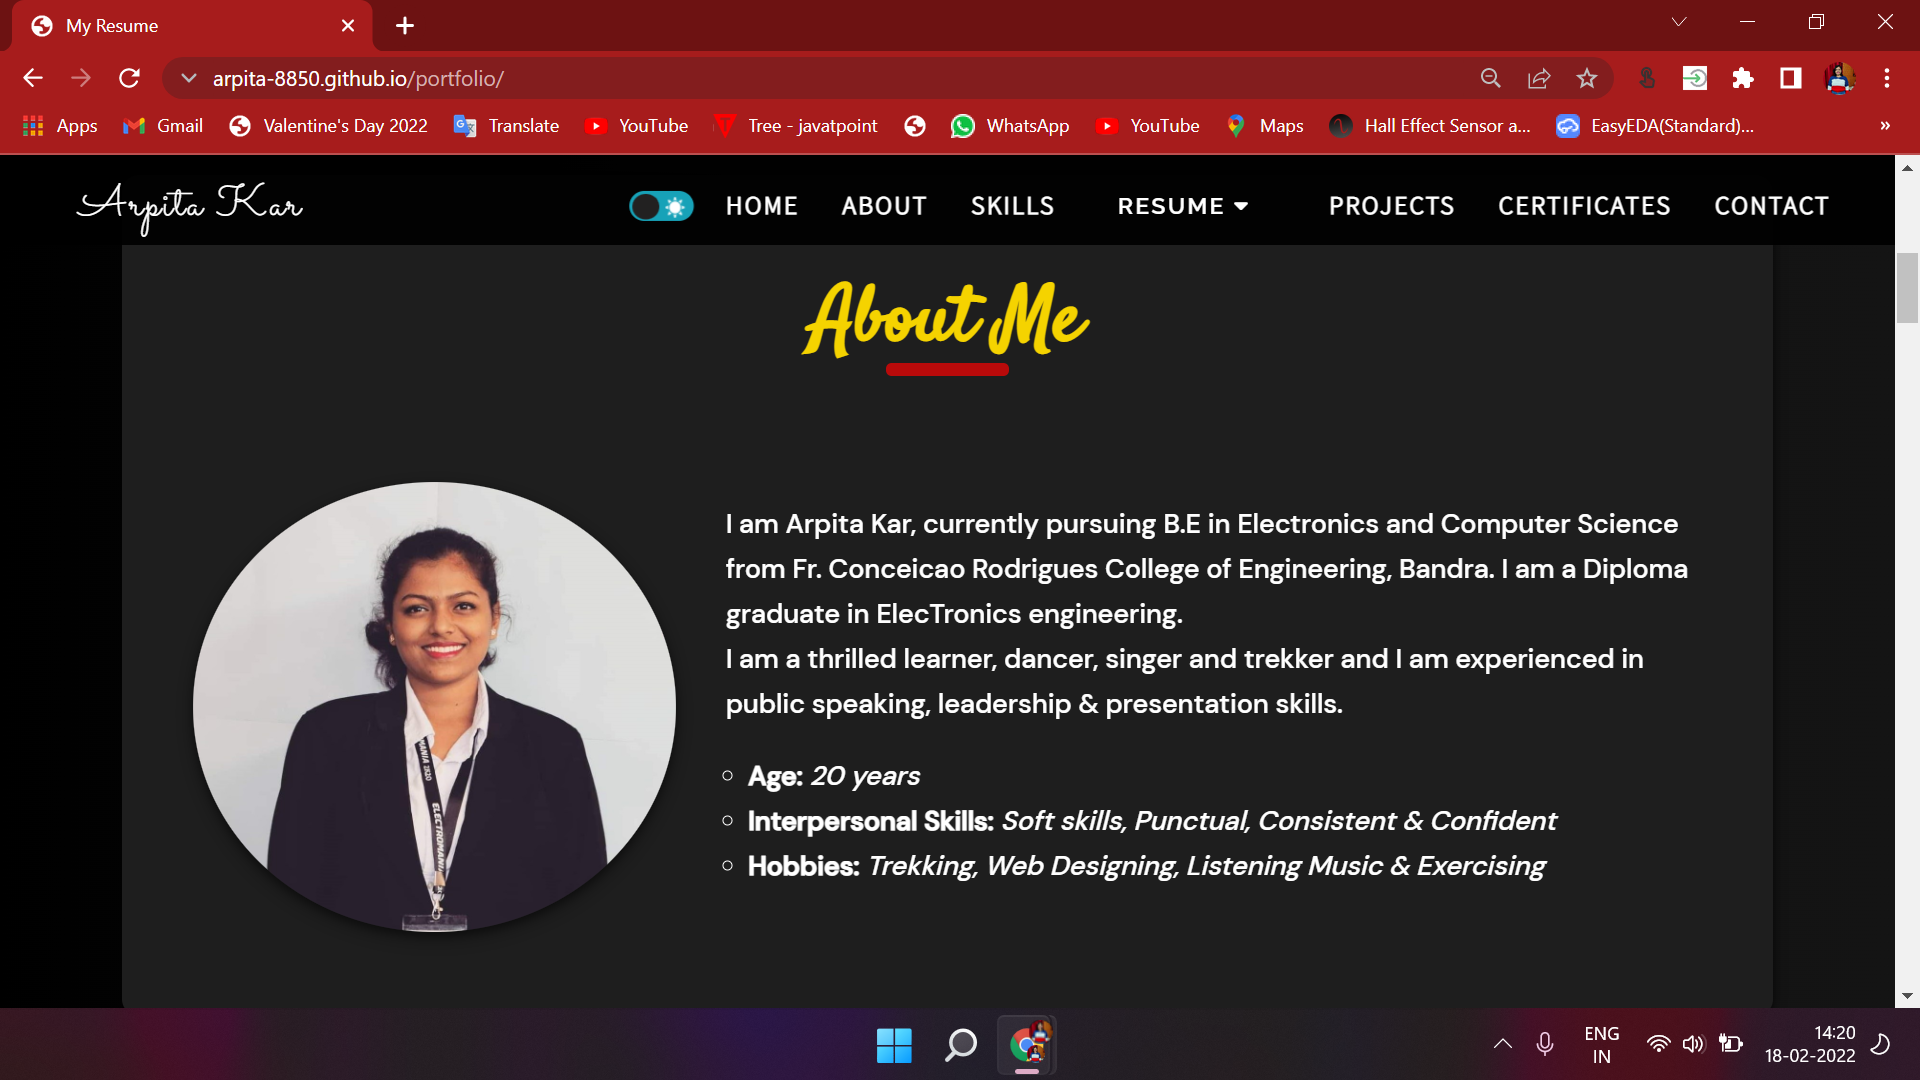 My Resume
arpita-8850.github.io/portfolio/
Apps Gmail Valentine's Day 2022 Translate YouTube Tree - javatpoint WhatsApp YouTube Maps Hall Effect Sensor a... EasyEDA(Standard)... »
Arpita Kar HOME ABOUT SKILLS RESUME PROJECTS CERTIFICATES CONTACT
About Me
I am Arpita Kar, currently pursuing B.E in Electronics and Computer Science
from Fr. Conceicao Rodrigues College of Engineering, Bandra. I am a Diploma
graduate in ElecTronics engineering.
I am a thrilled learner, dancer, singer and trekker and I am experienced in
public speaking, leadership & presentation skills.
Age: 20 years
Interpersonal Skills: Soft skills, Punctual, Consistent & Confident
Hobbies: Trekking, Web Designing, Listening Music & Exercising
ENG
IN
14:20
18-02-2022